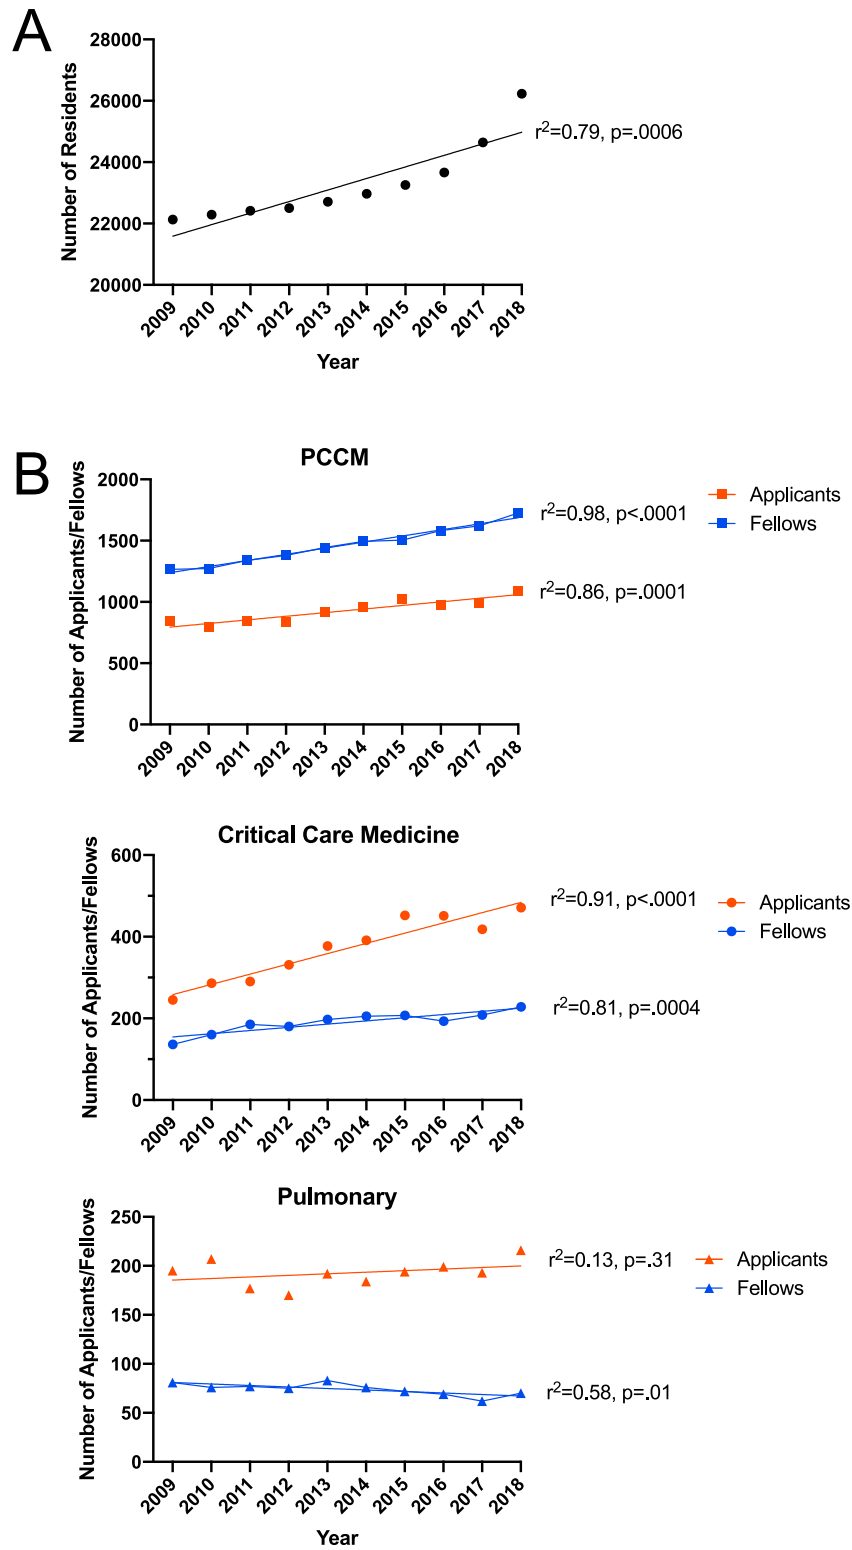 A
28000
26000
24000
22000
20000
Number of Residents
r²=0.79, p=.0006
2009 2010 2011 2012 2013 2014 2015 2016 2017 2018
Year
B
PCCM
2000
1500
1000
500
0
Number of Applicants/Fellows
r²=0.98, p<.0001
r²=0.86, p=.0001
Applicants
Fellows
2009 2010 2011 2012 2013 2014 2015 2016 2017 2018
Critical Care Medicine
600
400
200
0
Number of Applicants/Fellows
r²=0.91, p<.0001
r²=0.81, p=.0004
Applicants
Fellows
2009 2010 2011 2012 2013 2014 2015 2016 2017 2018
Pulmonary
250
200
150
100
50
0
Number of Applicants/Fellows
r²=0.13, p=.31
r²=0.58, p=.01
Applicants
Fellows
2009 2010 2011 2012 2013 2014 2015 2016 2017 2018
Year